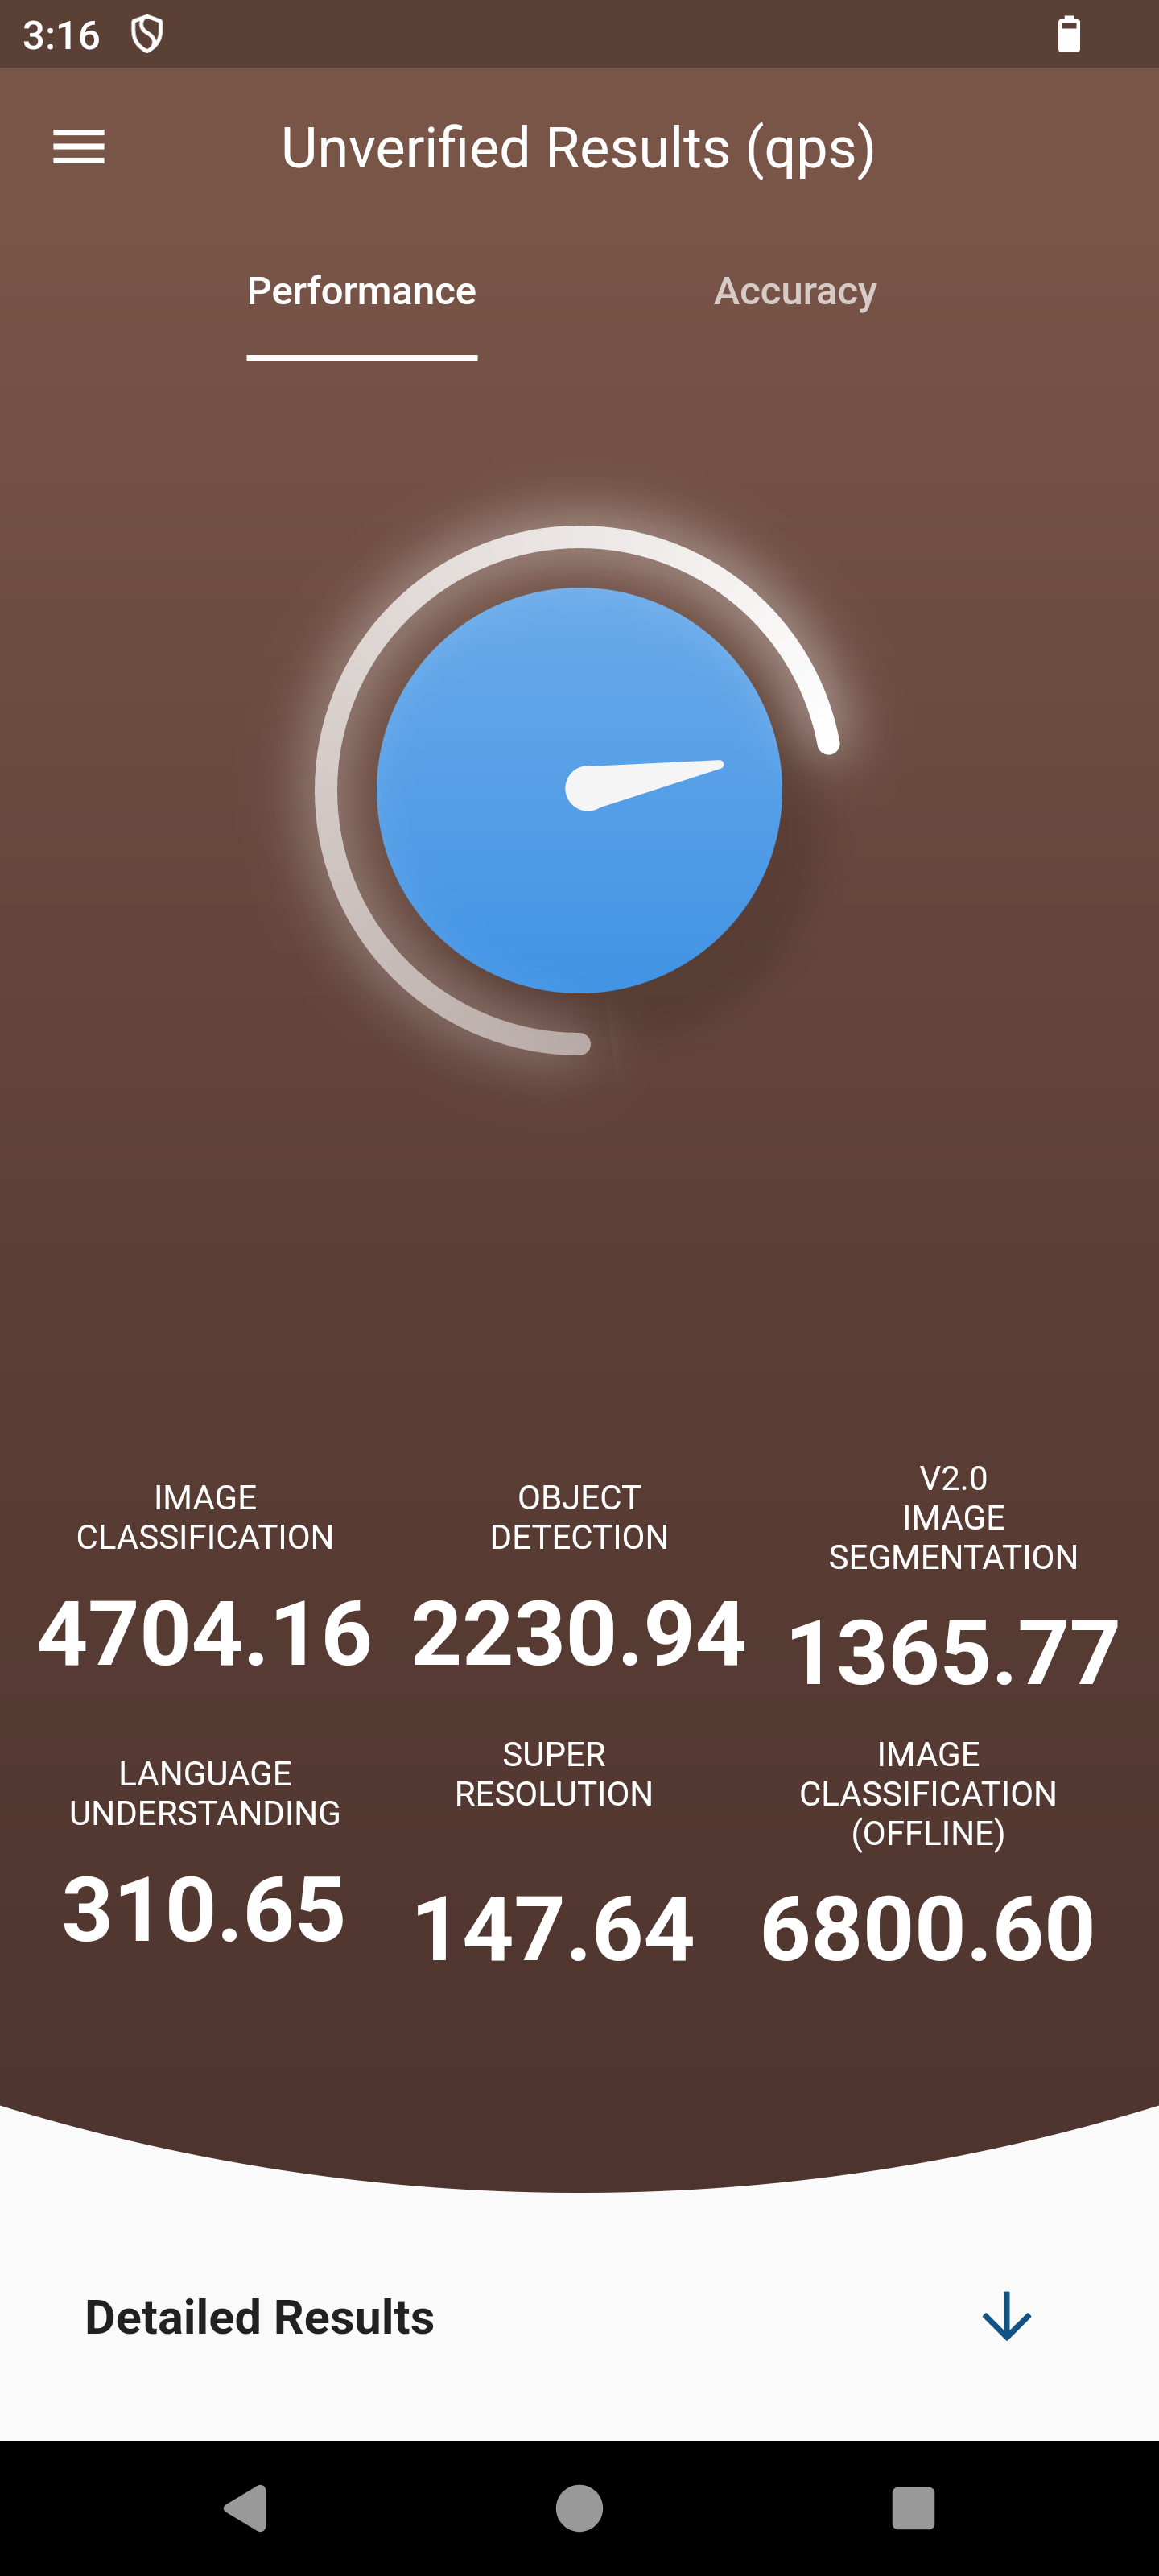 3:16
Unverified Results (qps)
Performance
Accuracy
IMAGE
CLASSIFICATION
4704.16
OBJECT
DETECTION
2230.94
V2.0
IMAGE
SEGMENTATION
1365.77
LANGUAGE
UNDERSTANDING
310.65
SUPER
RESOLUTION
147.64
IMAGE
CLASSIFICATION
(OFFLINE)
6800.60
Detailed Results